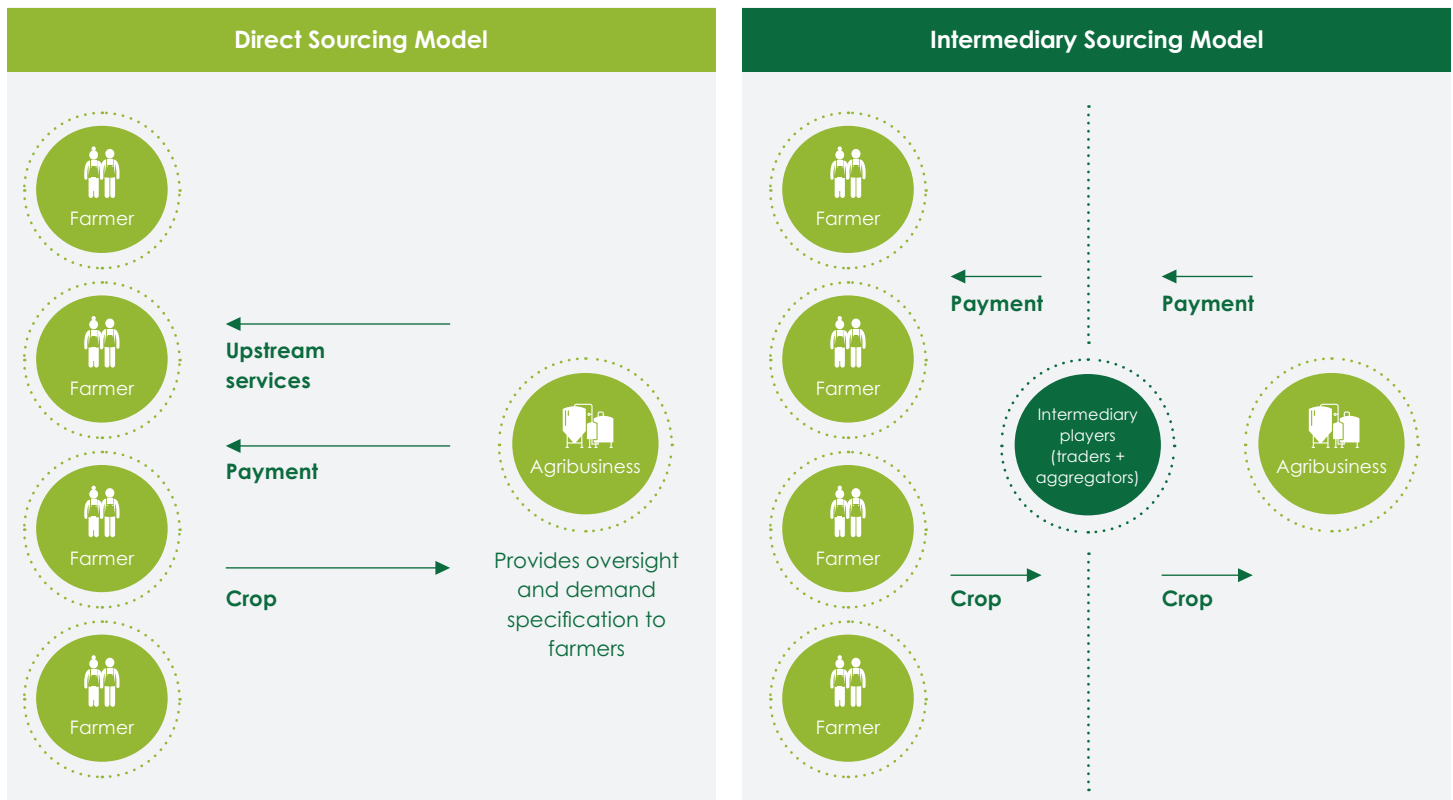 Direct Sourcing Model
Farmer
Farmer
Farmer
Farmer
Upstream
services
Payment
Crop
Agribusiness
Provides oversight
and demand
specification to
farmers
Intermediary Sourcing Model
Farmer
Farmer
Farmer
Farmer
Payment
Payment
Intermediary
players
(traders +
aggregators)
Agribusiness
Crop
Crop